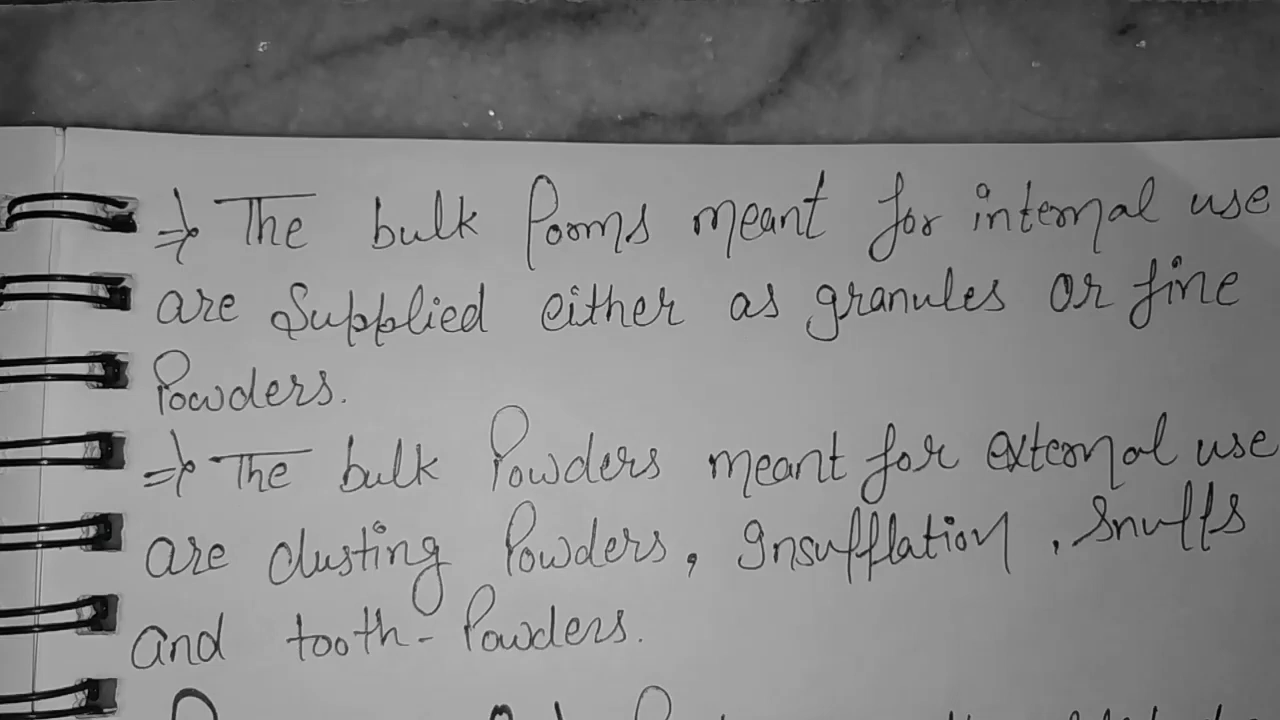 ⇒ The bulk Forms meant for internal use
are Supplied either as granules or fine
Powders.
⇒ The bulk Powders meant for external use
are dusting Powders, Insufflation, Snuffs
and tooth-Powders.